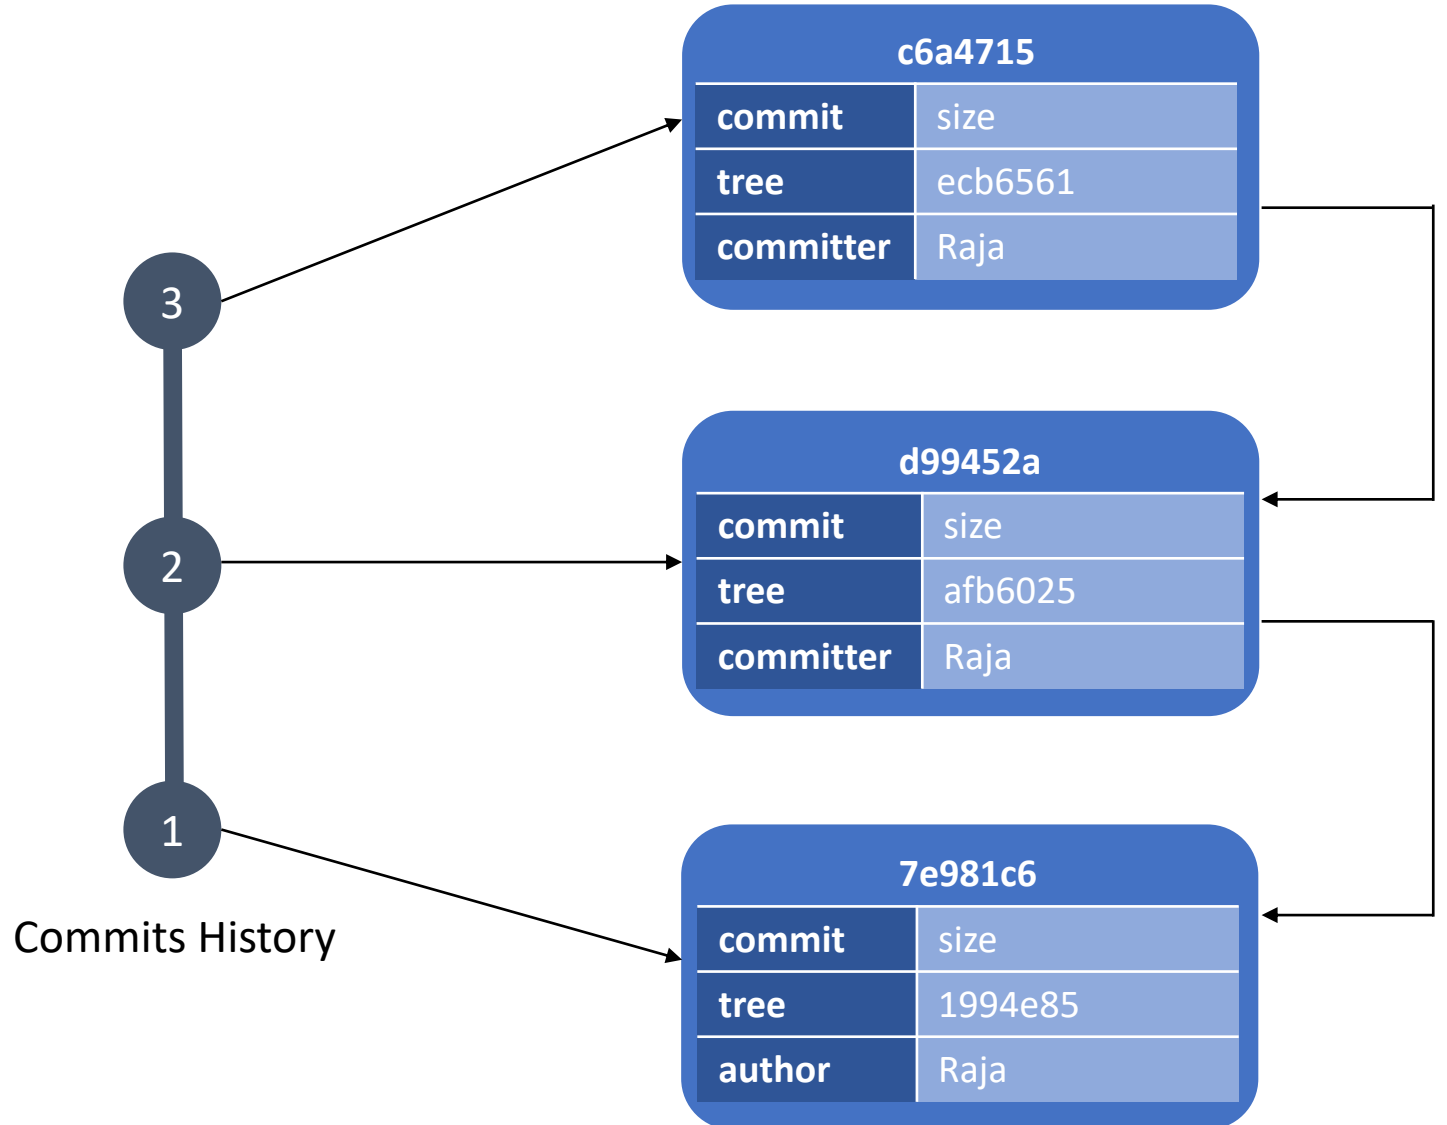 c6a4715
commit size
tree ecb6561
committer Raja
3
d99452a
commit size
tree afb6025
committer Raja
2
7e981c6
commit size
tree 1994e85
author Raja
1
Commits History